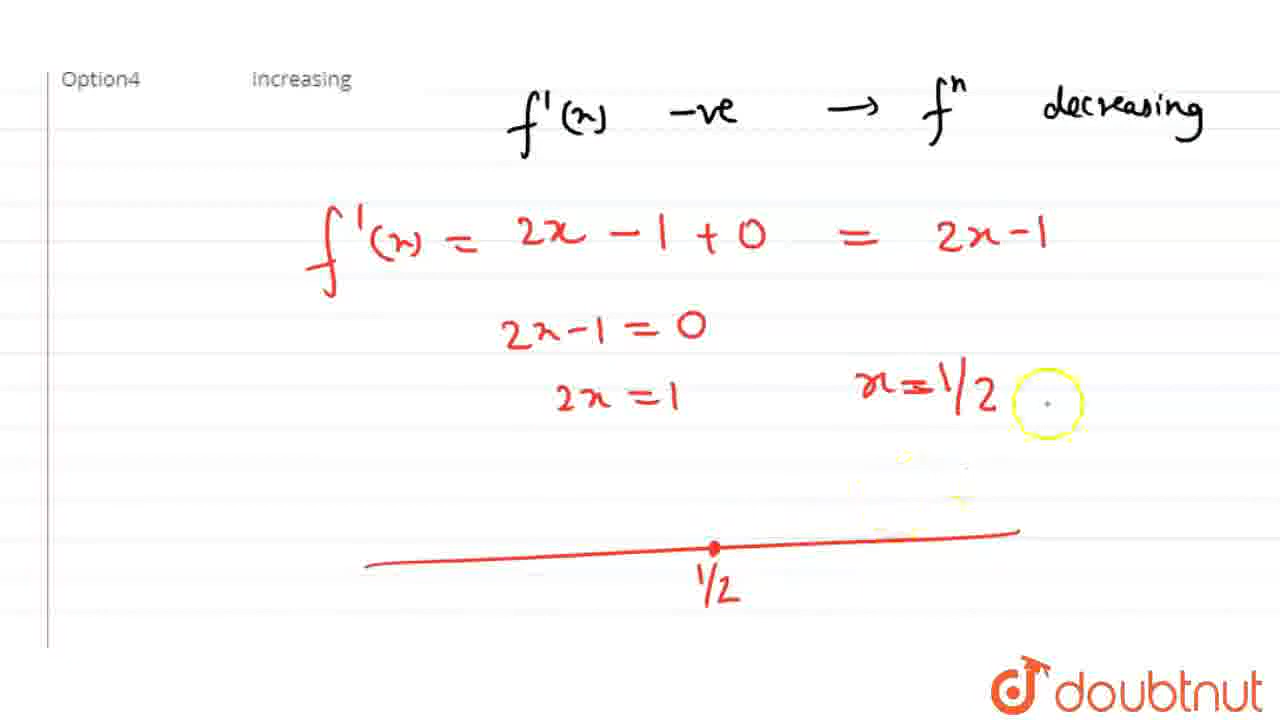 Option4 increasing
f'(x) -ve → fⁿ decreasing
f'(x) = 2x - 1 + 0 = 2x - 1
2x - 1 = 0
2x = 1 x = 1/2
1/2
doubtnut